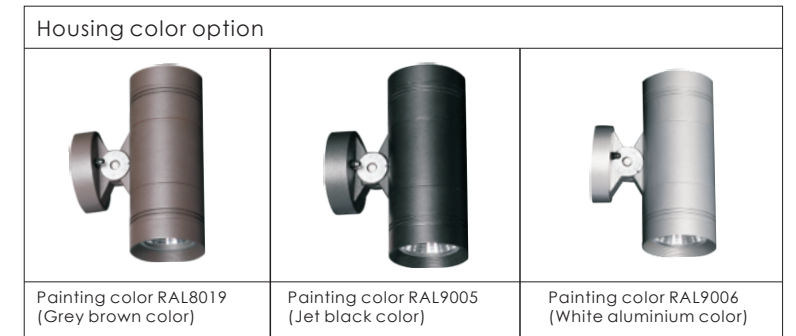 Housing color option
Painting color RAL8019
(Grey brown color)
Painting color RAL9005
(Jet black color)
Painting color RAL9006
(White aluminium color)